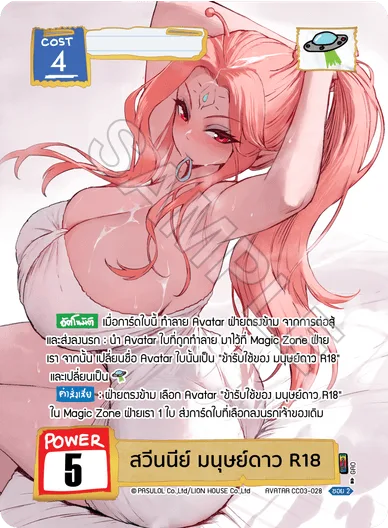 COST
4
SAMPLE
อัตโนมัติ เมื่อการ์ดใบนี้ ทำลาย Avatar ฝ่ายตรงข้าม จากการต่อสู้
และส่งลงนรก : นำ Avatar ใบที่ถูกทำลาย มาไว้ที่ Magic Zone ฝ่าย
เรา จากนั้นเปลี่ยนชื่อ Avatar ใบนั้นเป็น "ข้ารับใช้ของ มนุษย์ดาว R18"
และเปลี่ยนเป็น
คำสั่งเสีย : ฝ่ายตรงข้าม เลือก Avatar "ข้ารับใช้ของ มนุษย์ดาว R18"
ใน Magic Zone ฝ่ายเรา 1 ใบ ส่งการ์ดใบที่เลือกลงนรกเจ้าของเดิม
POWER
5
สวีนนีย์ มนุษย์ดาว R18
© PASULOL Co.,Ltd/LION HOUSE Co.,Ltd
AVATAR CC03-028
ซอย 2